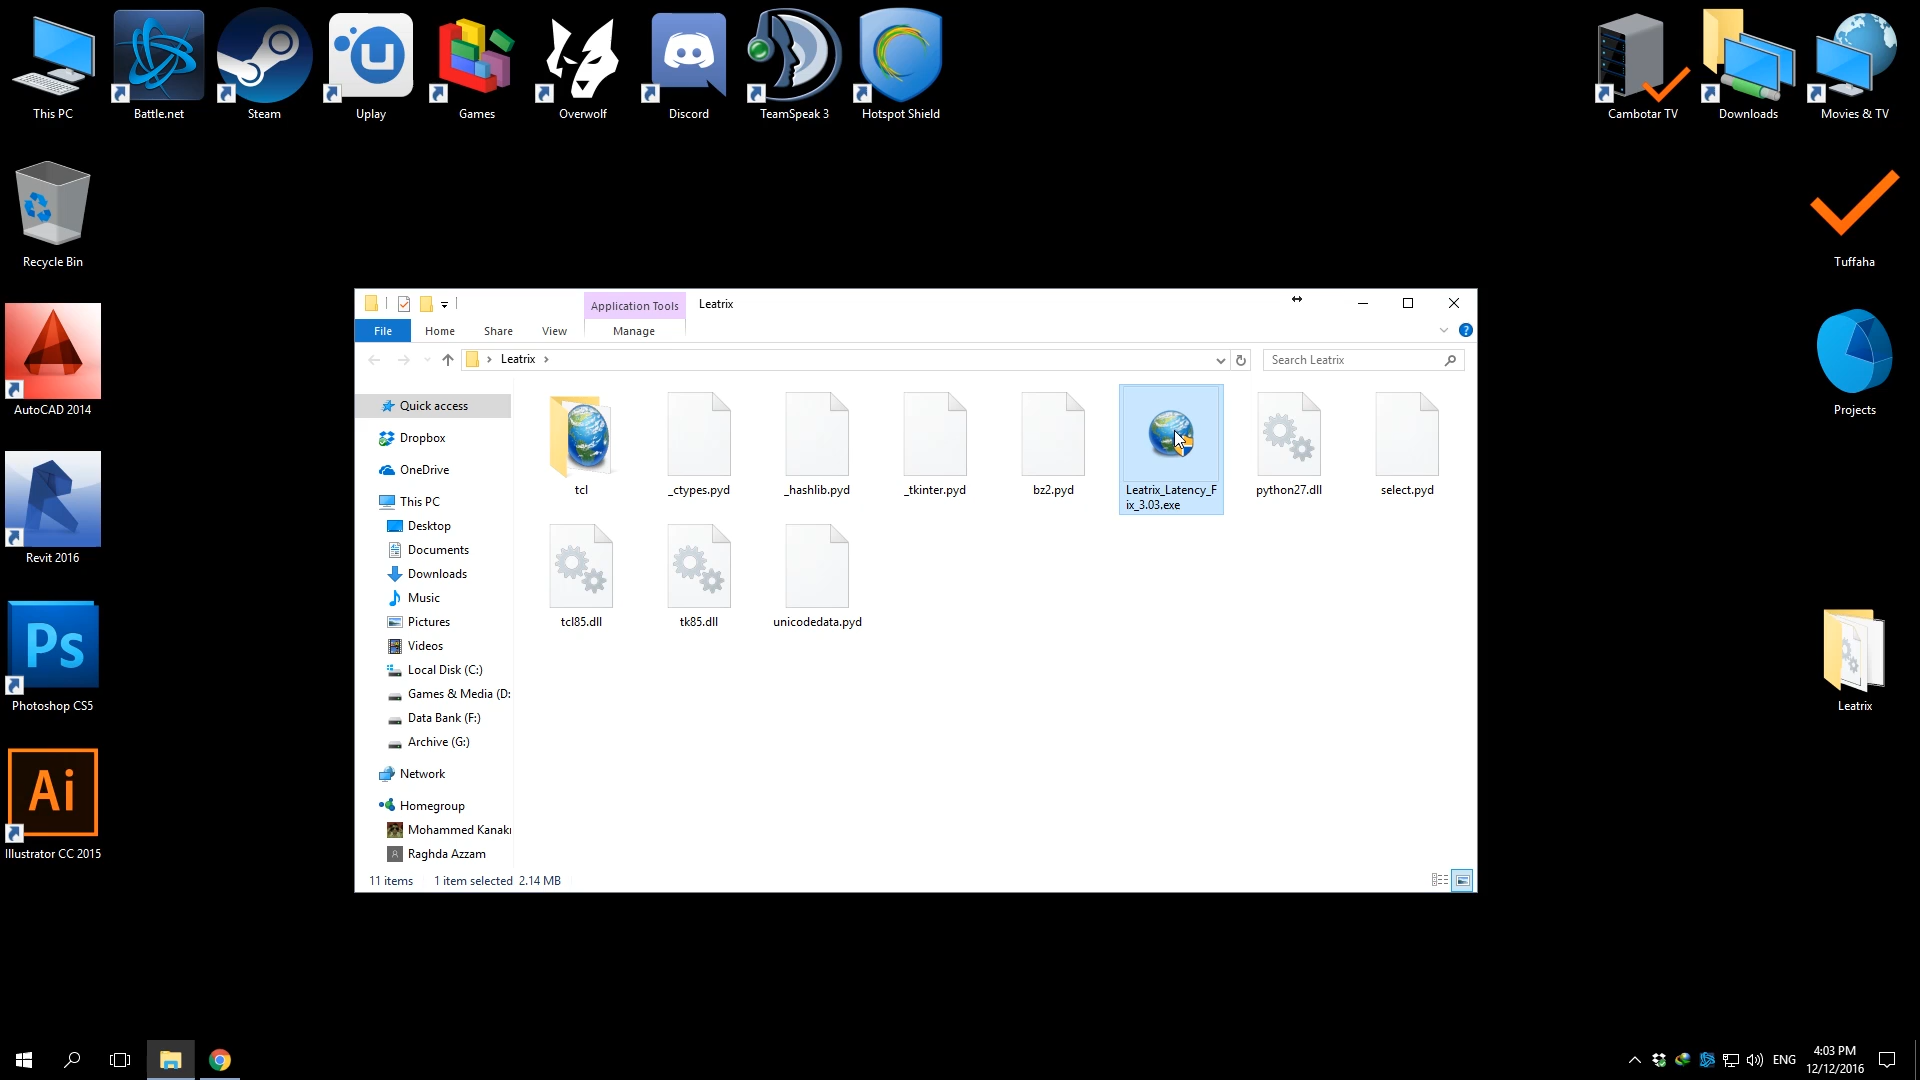 This PC
Battle.net
Steam
Uplay
Games
Overwolf
Discord
TeamSpeak 3
Hotspot Shield
Cambotar TV
Downloads
Movies & TV
Recycle Bin
Tuffaha
AutoCAD 2014
Projects
Revit 2016
Ps
Photoshop CS5
Leatrix
Ai
Illustrator CC 2015
Application Tools
Leatrix
File
Home
Share
View
Manage
Leatrix
Search Leatrix
Quick access
Dropbox
OneDrive
This PC
Desktop
Documents
Downloads
Music
Pictures
Videos
Local Disk (C:)
Games & Media (D:
Data Bank (F:)
Archive (G:)
Network
Homegroup
Mohammed Kanak
Raghda Azzam
tcl
_ctypes.pyd
_hashlib.pyd
_tkinter.pyd
bz2.pyd
Leatrix_Latency_F
ix_3.03.exe
python27.dll
select.pyd
tcl85.dll
tk85.dll
unicodedata.pyd
11 items
1 item selected 2.14 MB
ENG
4:03 PM
12/12/2016